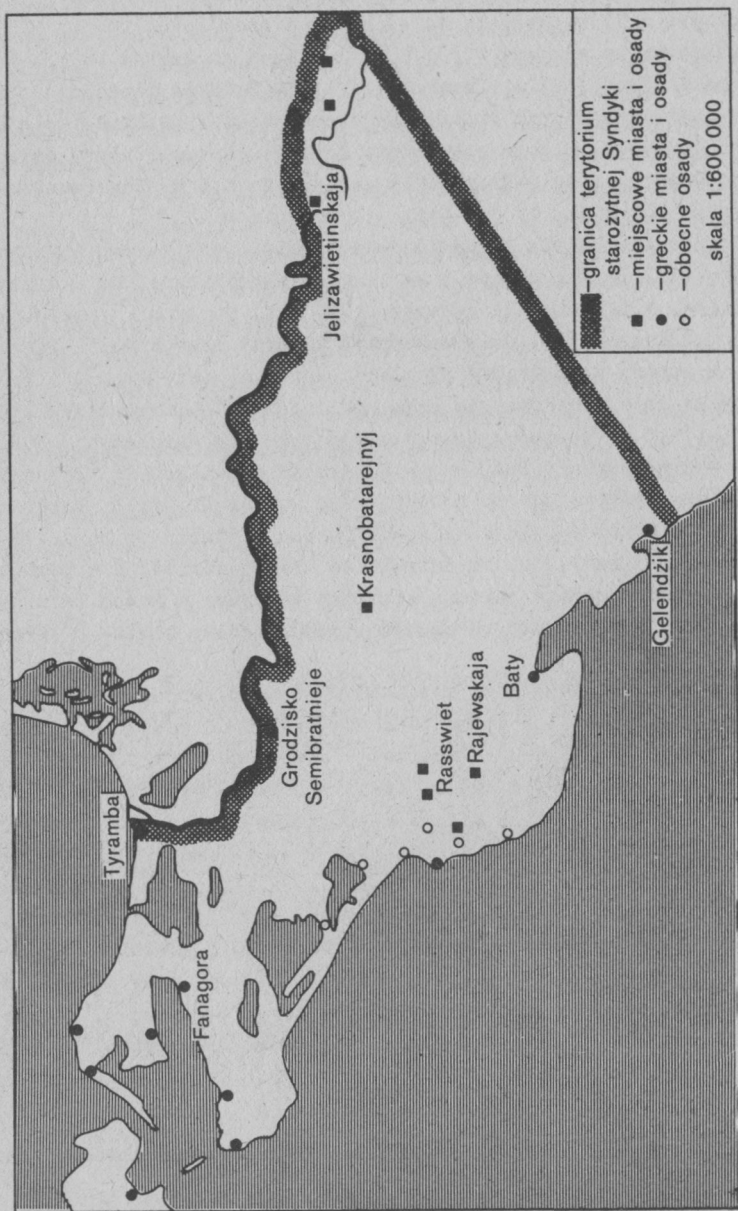 Tyramba
Fanagora
Grodzisko
Semibratnieje
Krasnobatarejnyj
Jelizawietinskaja
Rasswiet
Rajewskaja
Baty
Gelendżik
–granica terytorium
starożytnej Syndyki
–miejscowe miasta i osady
–greckie miasta i osady
–obecne osady
skala 1:600 000